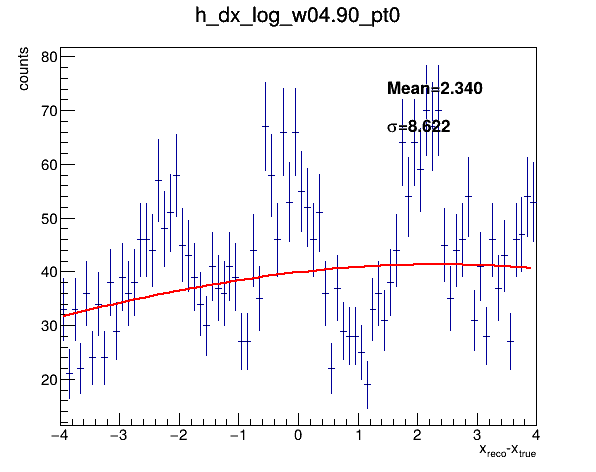 h_dx_log_w04.90_pt0
counts
80
70
60
50
40
30
20
Mean=2.340
σ=8.622
−4 −3 −2 −1 0 1 2 3 4
x_reco-x_true